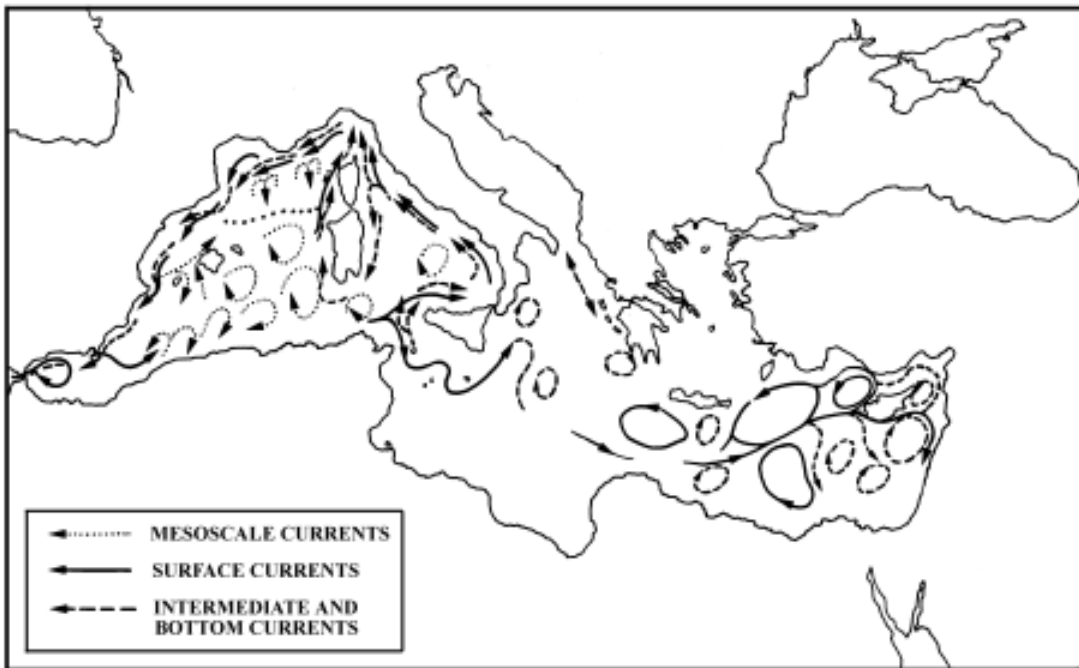 MESOSCALE CURRENTS
SURFACE CURRENTS
INTERMEDIATE AND
BOTTOM CURRENTS